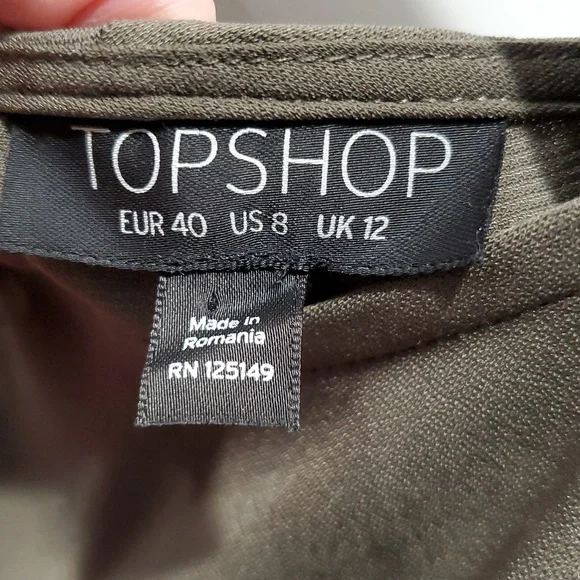 TOPSHOP
EUR 40 US 8 UK 12
Made in
Romania
RN 125149